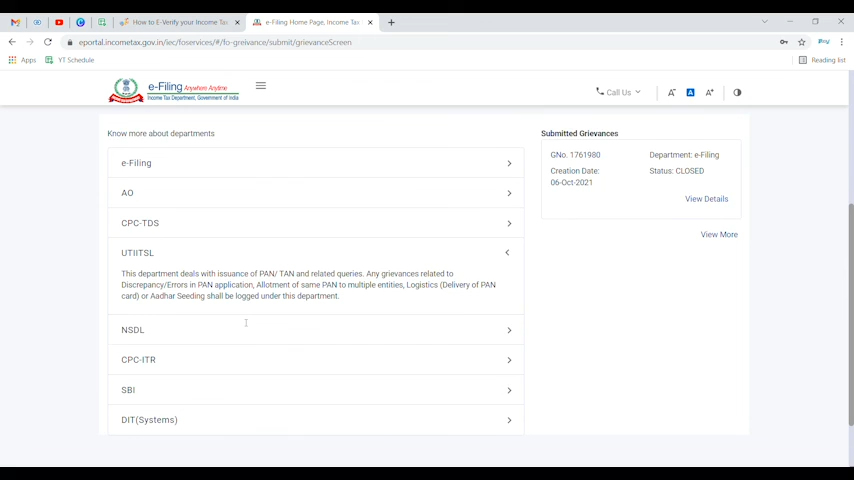 How to E-Verify your Income Tax
e-Filing Home Page, Income Tax
eportal.incometax.gov.in/iec/foservices/#/fo-greivance/submit/grievanceScreen
Apps
YT Schedule
Reading list
e-Filing Anywhere Anytime
Income Tax Department, Government of India
Call Us
A-
A
A+
Know more about departments
e-Filing
AO
CPC-TDS
UTIITSL
This department deals with issuance of PAN/ TAN and related queries. Any grievances related to
Discrepancy/Errors in PAN application, Allotment of same PAN to multiple entities, Logistics (Delivery of PAN
card) or Aadhar Seeding shall be logged under this department.
NSDL
CPC-ITR
SBI
DIT(Systems)
Submitted Grievances
GNo. 1761980
Department: e-Filing
Creation Date:
06-Oct-2021
Status: CLOSED
View Details
View More